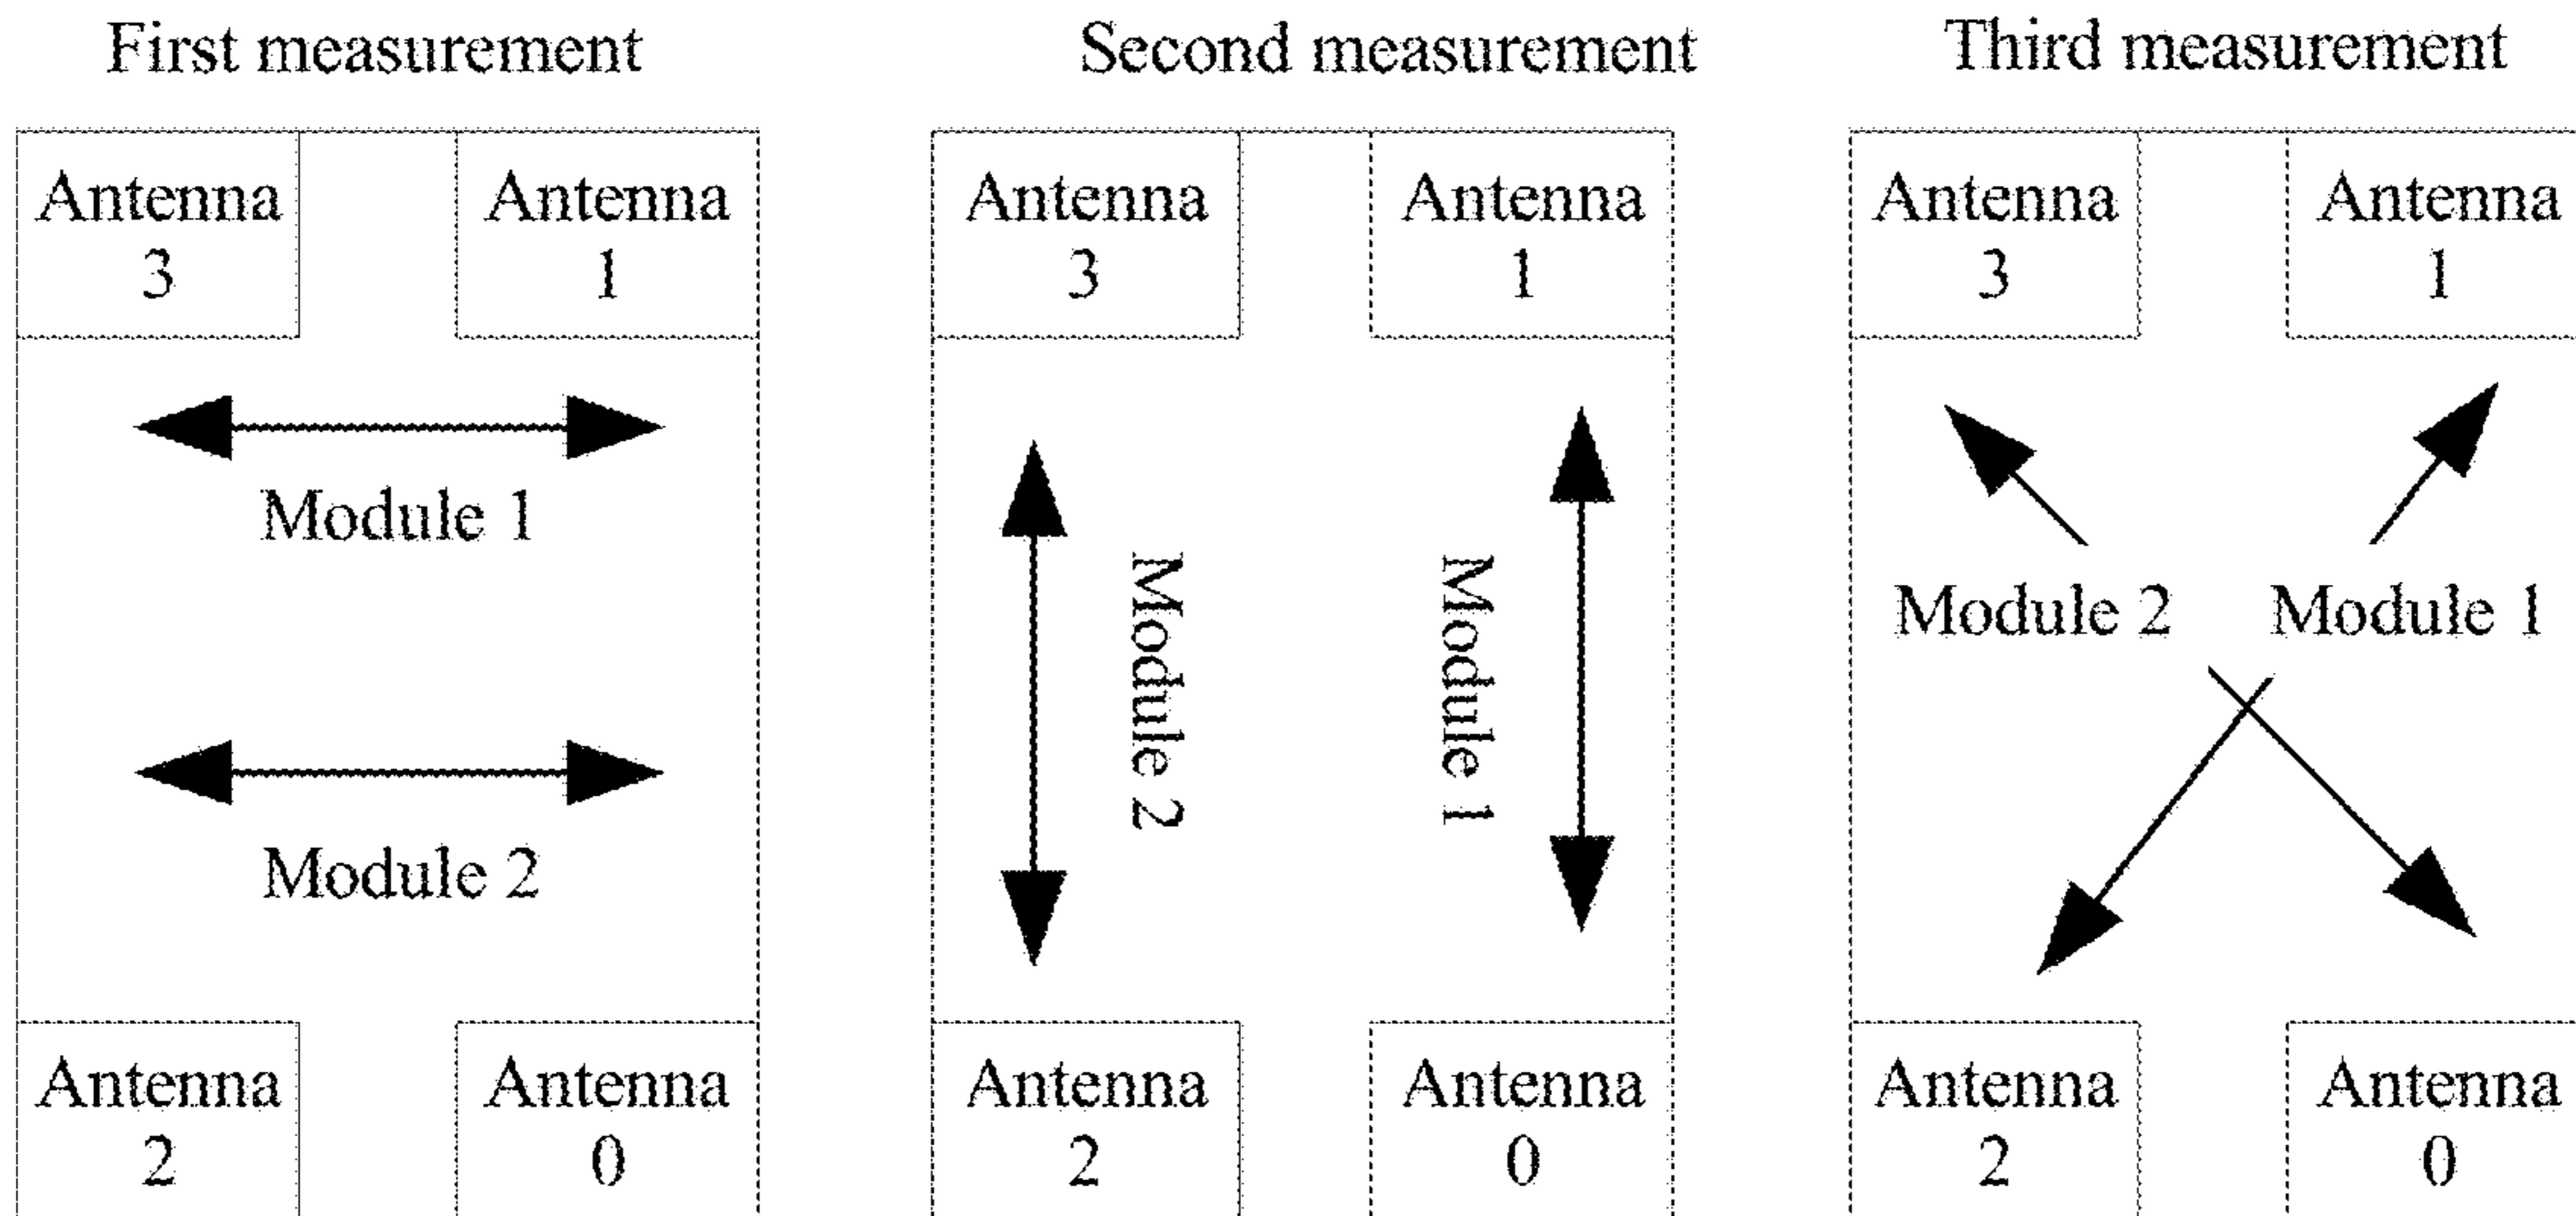 First measurement
Antenna
3
Antenna
1
Module 1
Module 2
Antenna
2
Antenna
0
Second measurement
Antenna
3
Antenna
1
Module 2
Module 1
Antenna
2
Antenna
0
Third measurement
Antenna
3
Antenna
1
Module 2
Module 1
Antenna
2
Antenna
0